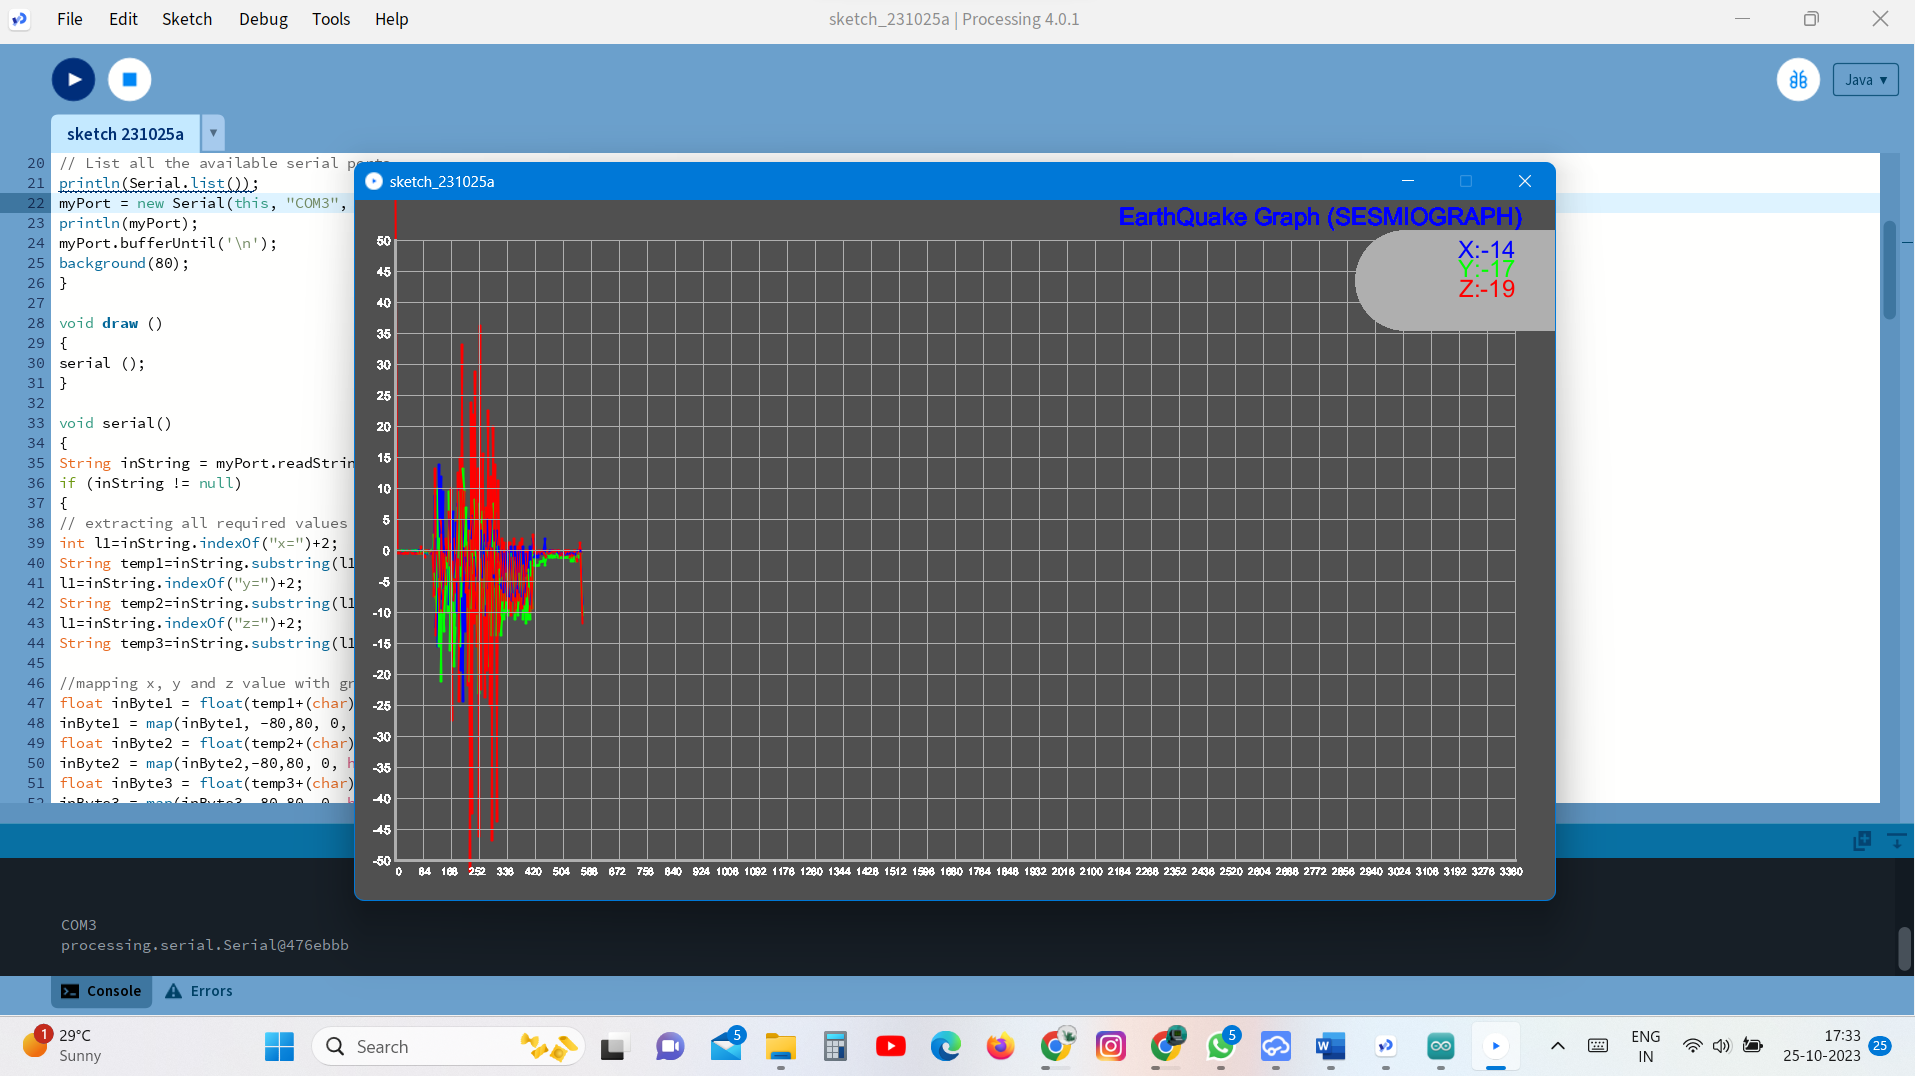 File Edit Sketch Debug Tools Help
sketch_231025a | Processing 4.0.1
Java ▾
sketch 231025a
20 // List all the available serial ports
21 println(Serial.list());
22 myPort = new Serial(this, "COM3",
23 println(myPort);
24 myPort.bufferUntil('\n');
25 background(80);
26 }
27
28 void draw ()
29 {
30 serial ();
31 }
32
33 void serial()
34 {
35 String inString = myPort.readStrin
36 if (inString != null)
37 {
38 // extracting all required values
39 int l1=inString.indexOf("x=")+2;
40 String temp1=inString.substring(l1
41 l1=inString.indexOf("y=")+2;
42 String temp2=inString.substring(l1
43 l1=inString.indexOf("z=")+2;
44 String temp3=inString.substring(l1
45
46 //mapping x, y and z value with gr
47 float inByte1 = float(temp1+(char)
48 inByte1 = map(inByte1, -80,80, 0,
49 float inByte2 = float(temp2+(char)
50 inByte2 = map(inByte2,-80,80, 0, h
51 float inByte3 = float(temp3+(char)
sketch_231025a
EarthQuake Graph (SESMIOGRAPH)
X:-14
Y:-17
Z:-19
50
45
40
35
30
25
20
15
10
5
0
-5
-10
-15
-20
-25
-30
-35
-40
-45
-50
0 84 168 252 336 420 504 588 672 756 840 924 1008 1092 1176 1260 1344 1428 1512 1596 1680 1764 1848 1932 2016 2100 2184 2268 2352 2436 2520 2604 2688 2772 2856 2940 3024 3108 3192 3276 3360
COM3
processing.serial.Serial@476ebbb
Console Errors
1 29°C
Sunny
Search
5
5
ENG
IN
17:33
25-10-2023
25